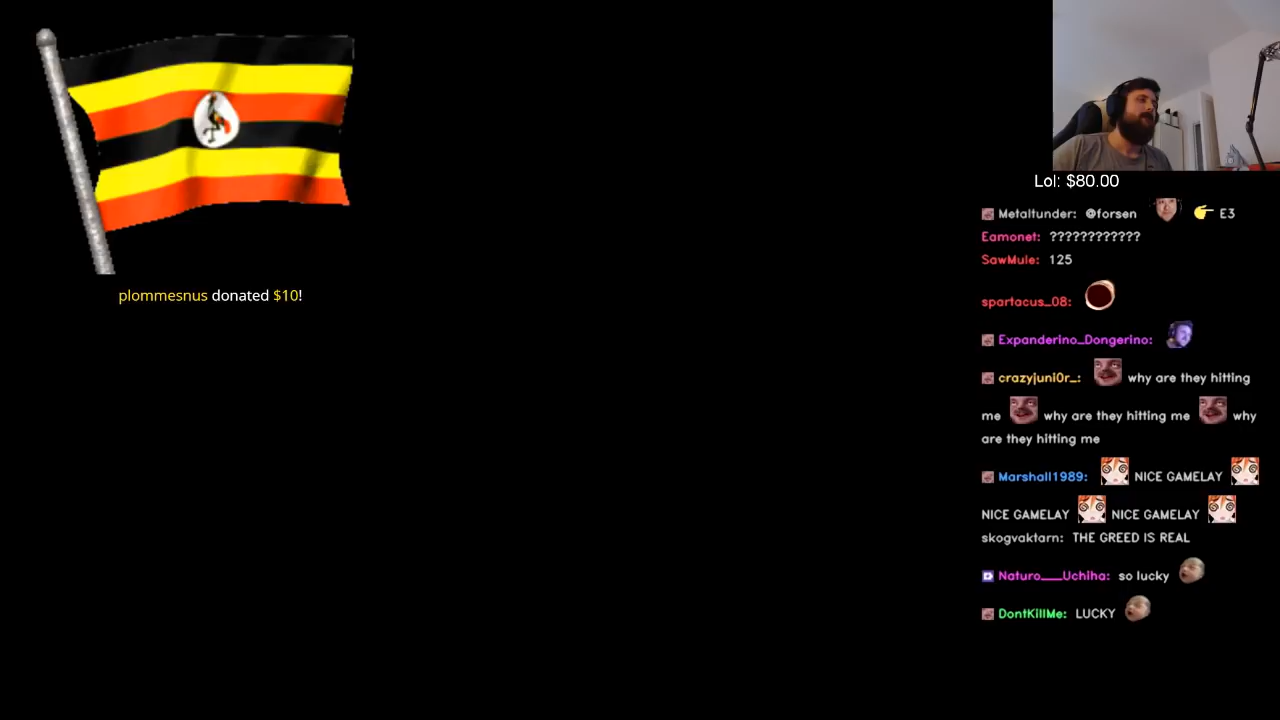 plommesnus donated $10!
Lol: $80.00
Metaltunder: @forsen E3
Eamonet: ????????????
SawMule: 125
spartacus_08:
Expanderino_Dongerino:
crazyjuni0r_: why are they hitting
me why are they hitting me why
are they hitting me
Marshall1989: NICE GAMELAY
NICE GAMELAY NICE GAMELAY
skogvaktarn: THE GREED IS REAL
Naturo___Uchiha: so lucky
DontKillMe: LUCKY